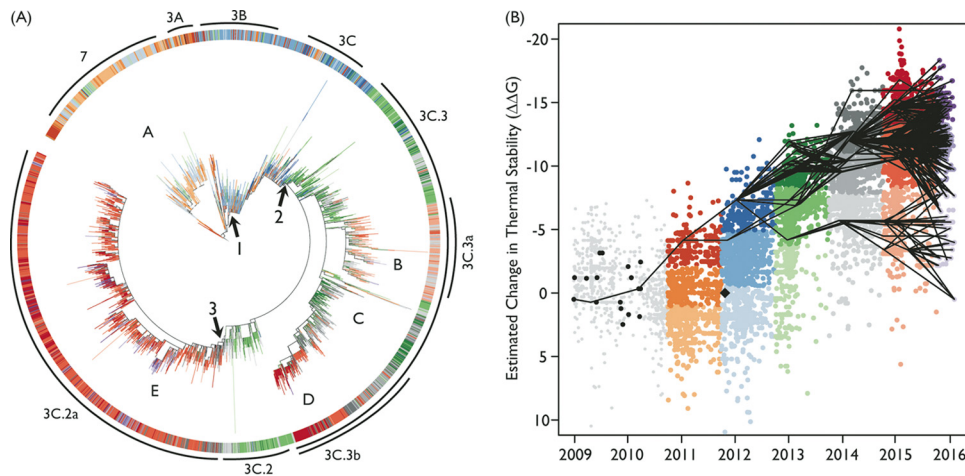 (A)
3A
3B
7
3C
3C.3
A
2
1
3C.3a
B
3
C
E
D
3C.2a
3C.2
3C.3b
(B)
Estimated Change in Thermal Stability (ΔΔG)
-20
-15
-10
-5
0
5
10
2009 2010 2011 2012 2013 2014 2015 2016